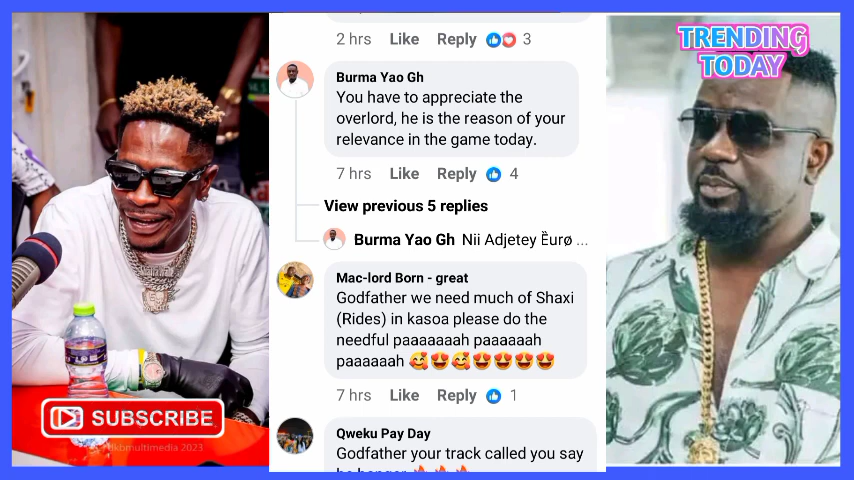 TRENDING
TODAY
2 hrs Like Reply 3
Burma Yao Gh
You have to appreciate the
overlord, he is the reason of your
relevance in the game today.
7 hrs Like Reply 4
View previous 5 replies
Burma Yao Gh Nii Adjetey Ȅurø ...
Mac-lord Born - great
Godfather we need much of Shaxi
(Rides) in kasoa please do the
needful paaaaaaah paaaaaah
paaaaaah 🥰😍🥰😍😍😍😍
7 hrs Like Reply 1
Qweku Pay Day
Godfather your track called you say
SUBSCRIBE
2023